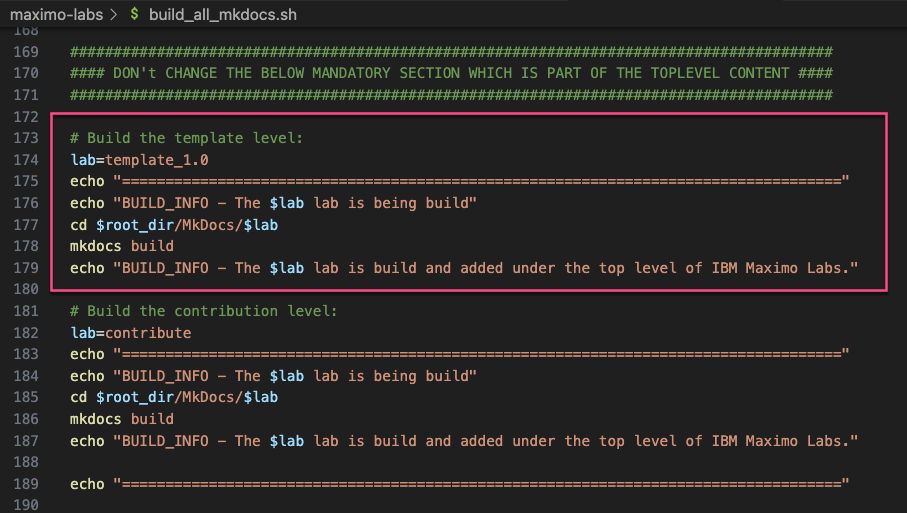 maximo-labs > $ build_all_mkdocs.sh
168
169 ########################################################################################
170 #### DON't CHANGE THE BELOW MANDATORY SECTION WHICH IS PART OF THE TOPLEVEL CONTENT ####
171 ########################################################################################
172
173 # Build the template level:
174 lab=template_1.0
175 echo "==================================================================================="
176 echo "BUILD_INFO – The $lab lab is being build"
177 cd $root_dir/MkDocs/$lab
178 mkdocs build
179 echo "BUILD_INFO – The $lab lab is build and added under the top level of IBM Maximo Labs."
180
181 # Build the contribution level:
182 lab=contribute
183 echo "==================================================================================="
184 echo "BUILD_INFO – The $lab lab is being build"
185 cd $root_dir/MkDocs/$lab
186 mkdocs build
187 echo "BUILD_INFO – The $lab lab is build and added under the top level of IBM Maximo Labs."
188
189 echo "==================================================================================="
190